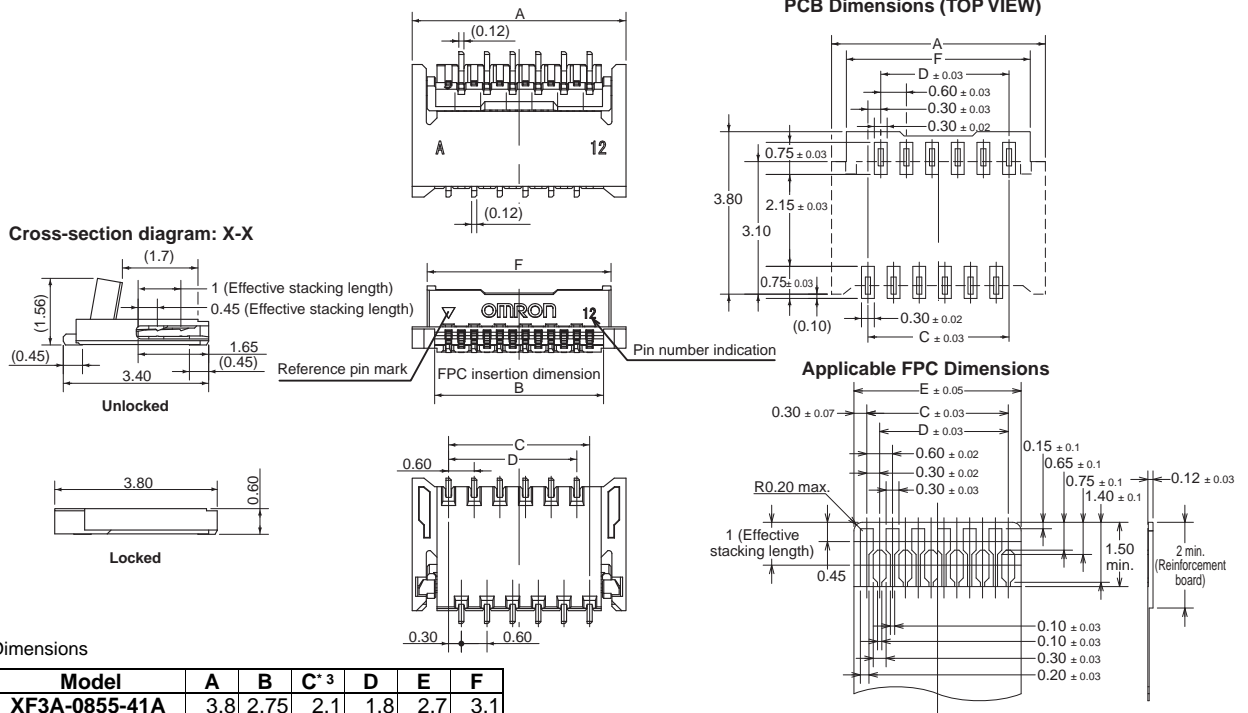 A
(0.12)
A
12
(0.12)
Cross-section diagram: X-X
(1.7)
1 (Effective stacking length)
0.45 (Effective stacking length)
(1.56)
(0.45)
1.65
(0.45)
3.40
Unlocked
3.80
0.60
Locked
F
OMRON
12
Reference pin mark
Pin number indication
FPC insertion dimension
B
C
D
0.60
0.30
0.60
PCB Dimensions (TOP VIEW)
A
F
D ± 0.03
0.60 ± 0.03
0.30 ± 0.03
0.30 ± 0.02
0.75 ± 0.03
3.80
2.15 ± 0.03
3.10
0.75 ± 0.03
(0.10)
0.30 ± 0.02
C ± 0.03
Applicable FPC Dimensions
E ± 0.05
0.30 ± 0.07
C ± 0.03
D ± 0.03
0.60 ± 0.02
0.30 ± 0.02
0.30 ± 0.03
0.15 ± 0.1
0.65 ± 0.1
0.75 ± 0.1
1.40 ± 0.1
0.12 ± 0.03
R0.20 max.
1 (Effective
stacking length)
0.45
1.50
min.
2 min.
(Reinforcement
board)
0.10 ± 0.03
0.10 ± 0.03
0.30 ± 0.03
0.20 ± 0.03
Dimensions
Model A B C* 3 D E F
XF3A-0855-41A 3.8 2.75 2.1 1.8 2.7 3.1